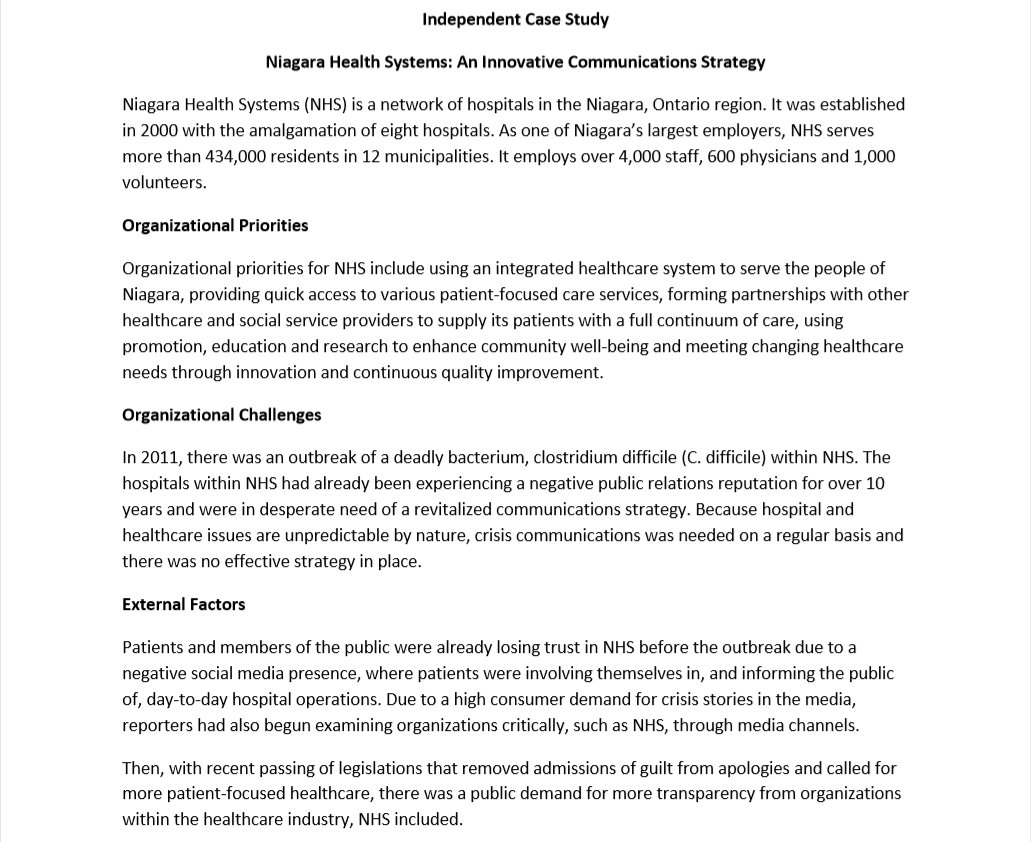 Independent Case Study
Niagara Health Systems: An Innovative Communications Strategy
Niagara Health Systems (NHS) is a network of hospitals in the Niagara, Ontario region. It was established
in 2000 with the amalgamation of eight hospitals. As one of Niagara's largest employers, NHS serves
more than 434,000 residents in 12 municipalities. It employs over 4,000 staff, 600 physicians and 1,000
volunteers.
Organizational Priorities
Organizational priorities for NHS include using an integrated healthcare system to serve the people of
Niagara, providing quick access to various patient-focused care services, forming partnerships with other
healthcare and social service providers to supply its patients with a full continuum of care, using
promotion, education and research to enhance community well-being and meeting changing healthcare
needs through innovation and continuous quality improvement.
Organizational Challenges
In 2011, there was an outbreak of a deadly bacterium, clostridium difficile (C. difficile) within NHS. The
hospitals within NHS had already been experiencing a negative public relations reputation for over 10
years and were in desperate need of a revitalized communications strategy. Because hospital and
healthcare issues are unpredictable by nature, crisis communications was needed on a regular basis and
there was no effective strategy in place.
External Factors
Patients and members of the public were already losing trust in NHS before the outbreak due to a
negative social media presence, where patients were involving themselves in, and informing the public
of, day-to-day hospital operations. Due to a high consumer demand for crisis stories in the media,
reporters had also begun examining organizations critically, such as NHS, through media channels.
Then, with recent passing of legislations that removed admissions of guilt from apologies and called for
more patient-focused healthcare, there was a public demand for more transparency from organizations
within the healthcare industry, NHS included.